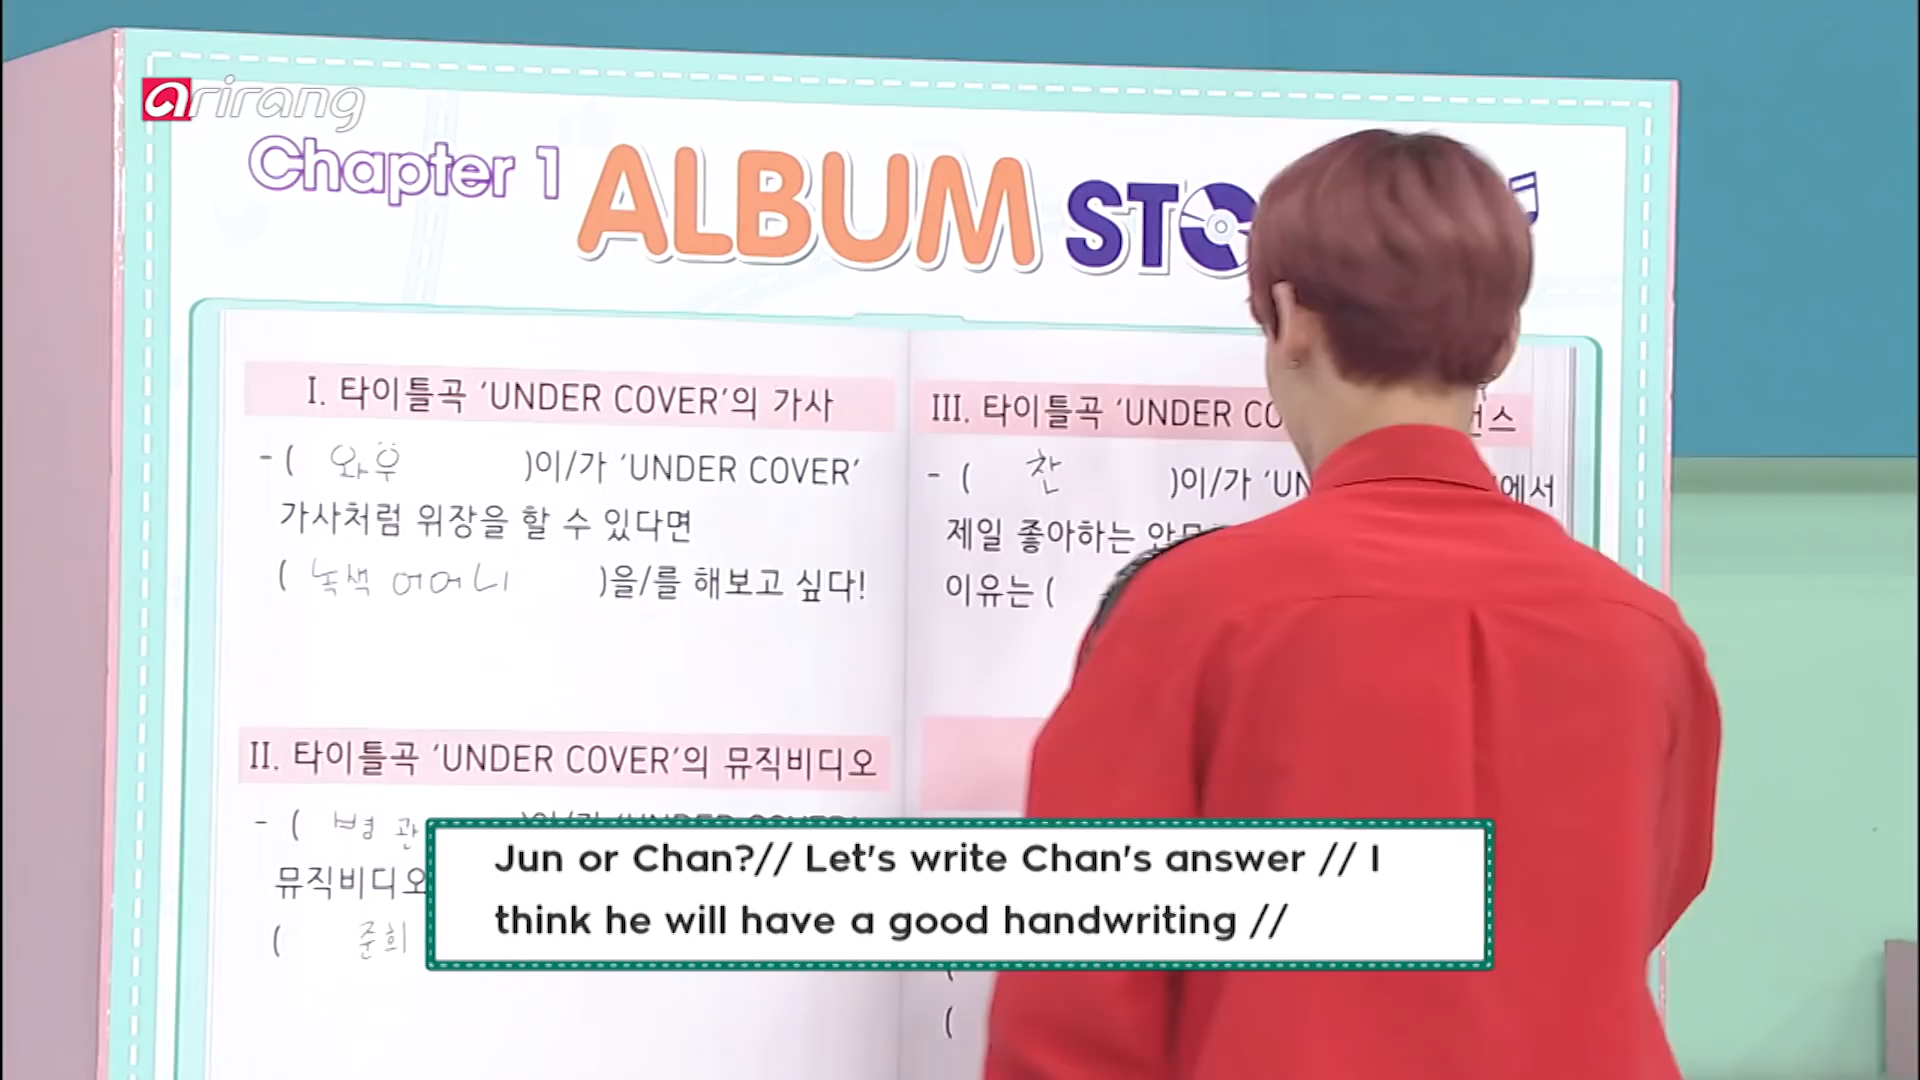 arirang
Chapter 1 ALBUM STO
I. 타이틀곡 ‘UNDER COVER’의 가사
- ( 와우 )이/가 ‘UNDER COVER’
가사처럼 위장을 할 수 있다면
( 녹색 어머니 )을/를 해보고 싶다!
II. 타이틀곡 ‘UNDER COVER’의 뮤직비디오
- ( 병관
뮤직비디오
( 준희
III. 타이틀곡 ‘UNDER CO 스
- ( 찬 )이/가 ‘UN 에서
제일 좋아하는
이유는 (
(
Jun or Chan?// Let's write Chan's answer // I
think he will have a good handwriting //